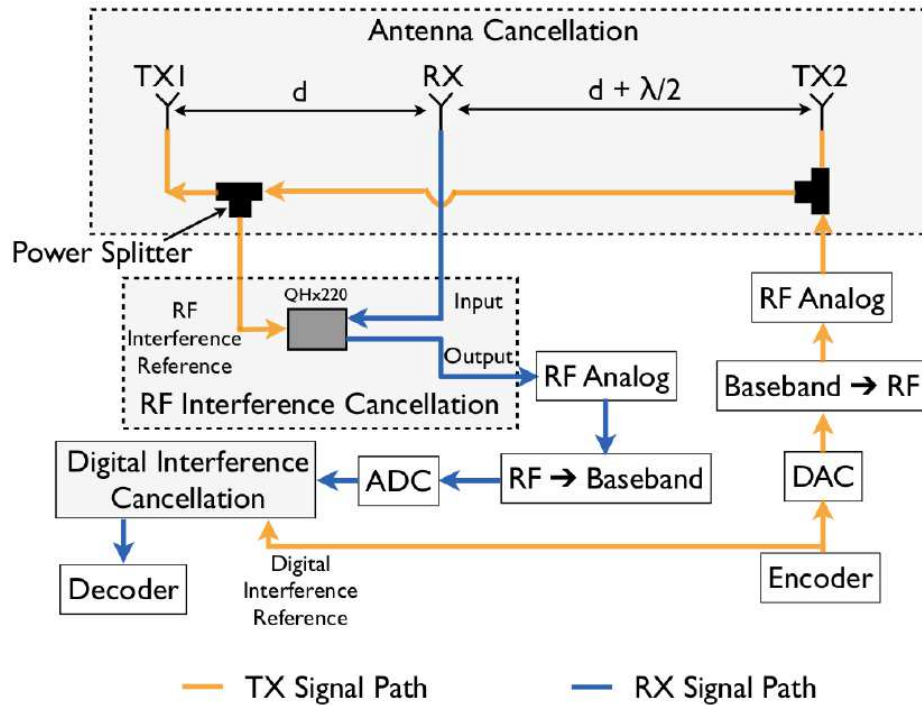 Antenna Cancellation
TX1
RX
TX2
d
d + λ/2
Power Splitter
QHx220
RF
Interference
Reference
Input
Output
RF Interference Cancellation
RF Analog
RF Analog
Baseband ➔ RF
Digital Interference
Cancellation
ADC
RF ➔ Baseband
DAC
Decoder
Digital
Interference
Reference
Encoder
TX Signal Path
RX Signal Path